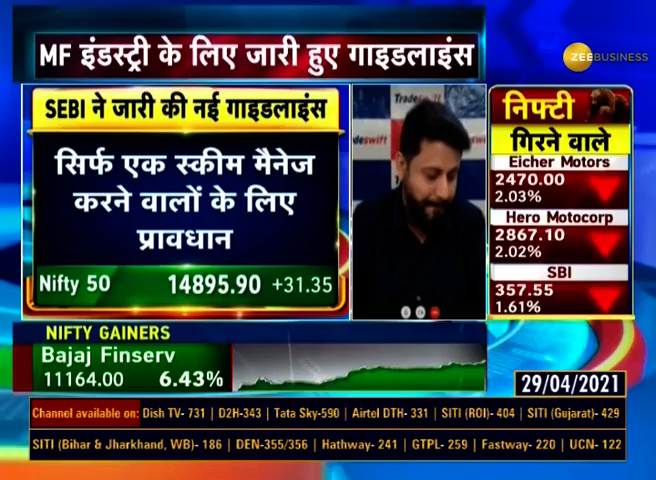 MF इंडस्ट्री के लिए जारी हुए गाइडलाइंस
ZEEBUSINESS
SEBI ने जारी की नई गाइडलाइंस
सिर्फ एक स्कीम मैनेज
करने वालों के लिए
प्रावधान
Nifty 50 14895.90 +31.35
Tradeswift
deswift
निफ्टी
गिरने वाले
Eicher Motors
2470.00
2.03%
Hero Motocorp
2867.10
2.02%
SBI
357.55
1.61%
NIFTY GAINERS
Bajaj Finserv
11164.00 6.43%
29/04/2021
Channel available on: Dish TV- 731 | D2H-343 | Tata Sky-590 | Airtel DTH- 331 | SITI (ROI)- 404 | SITI (Gujarat)- 429
SITI (Bihar & Jharkhand, WB)- 186 | DEN-355/356 | Hathway- 241 | GTPL- 259 | Fastway- 220 | UCN- 122